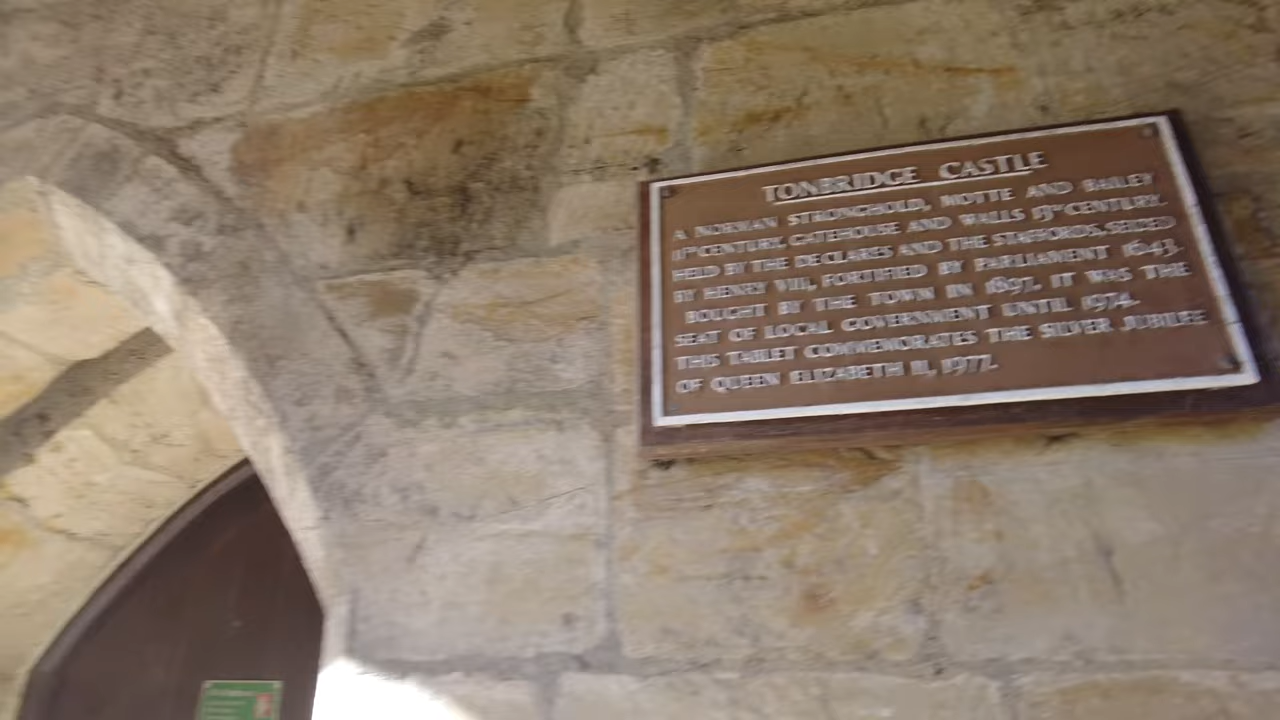 TONBRIDGE CASTLE
A NORMAN STRONGHOLD, MOTTE AND BAILEY
11TH CENTURY. GATEHOUSE AND WALLS 13TH CENTURY.
HELD BY THE DE CLARES AND THE STAFFORDS. SEIZED
BY HENRY VIII, FORTIFIED BY PARLIAMENT 1643.
BOUGHT BY THE TOWN IN 1897. IT WAS THE
SEAT OF LOCAL GOVERNMENT UNTIL 1974.
THIS TABLET COMMEMORATES THE SILVER JUBILEE
OF QUEEN ELIZABETH II, 1977.